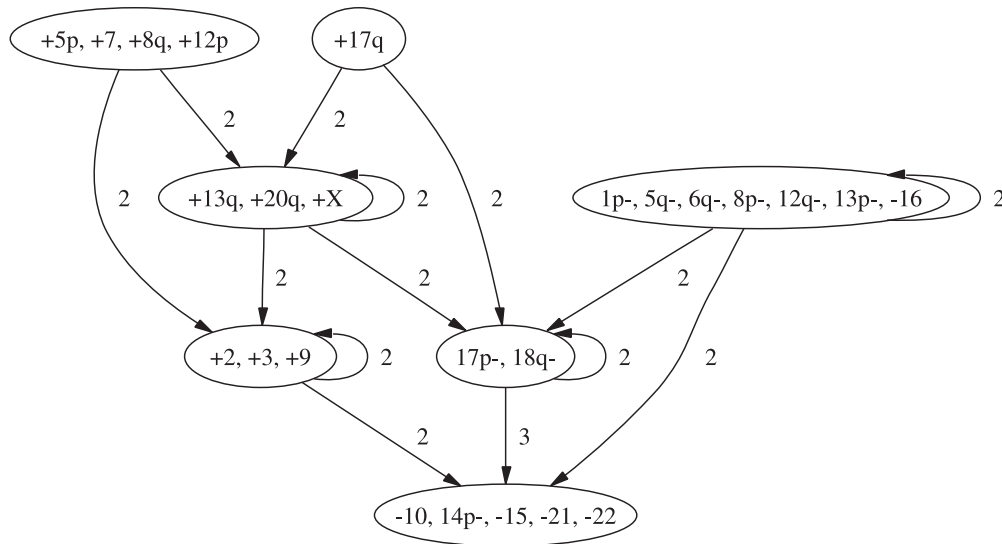 +5p, +7, +8q, +12p
+17q
2
2
2
2
+13q, +20q, +X
2
1p-, 5q-, 6q-, 8p-, 12q-, 13p-, -16
2
2
2
2
2
+2, +3, +9
2
17p-, 18q-
2
2
3
-10, 14p-, -15, -21, -22